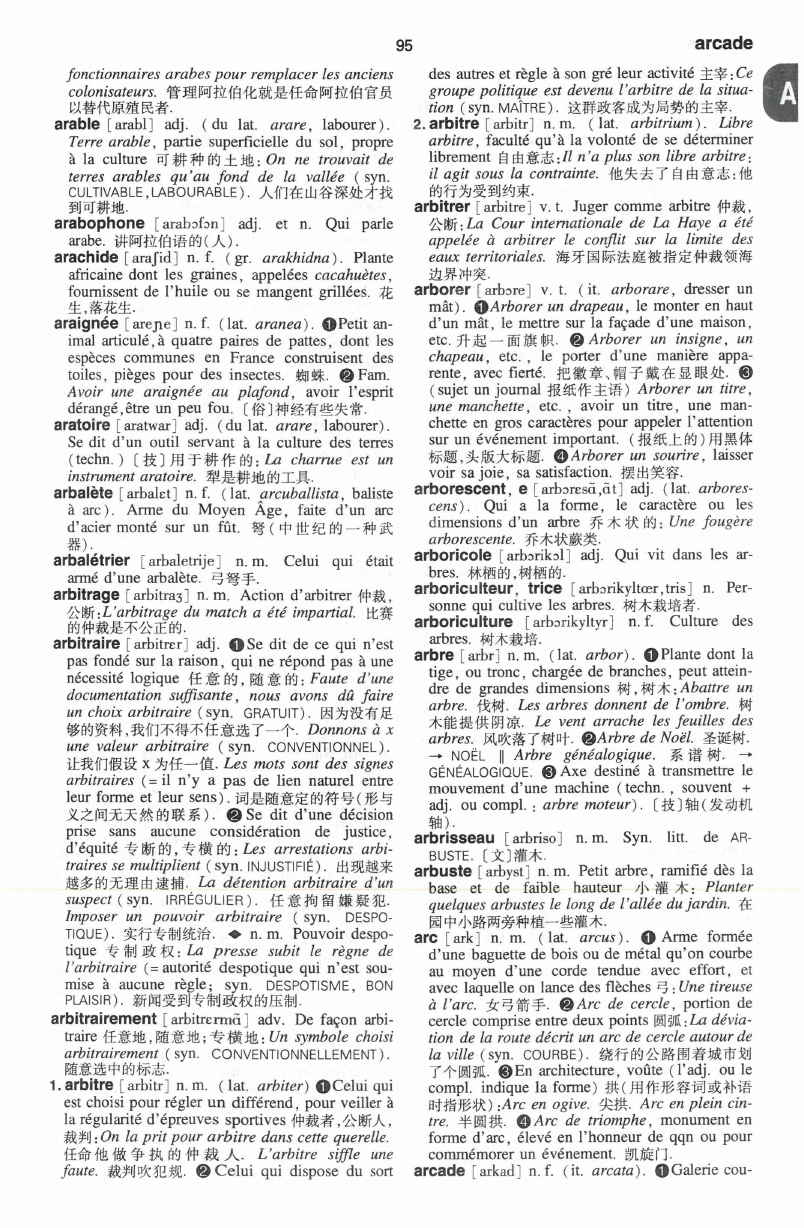 95
arcade
fonctionnaires arabes pour remplacer les anciens
colonisateurs. 管理阿拉伯化就是任命阿拉伯官员
以替代原殖民者.
arable [arabl] adj. (du lat. arare, labourer).
Terre arable, partie superficielle du sol, propre
à la culture 可耕种的土地: On ne trouvait de
terres arables qu'au fond de la vallée (syn.
CULTIVABLE, LABOURABLE). 人们在山谷深处才找
到可耕地.
arabophone [arabɔfɔn] adj. et n. Qui parle
arabe. 讲阿拉伯语的(人).
arachide [araʃid] n. f. (gr. arakhidna). Plante
africaine dont les graines, appelées cacahuètes,
fournissent de l'huile ou se mangent grillées. 花
生,落花生.
araignée [areɲe] n. f. (lat. aranea). ❶Petit an-
imal articulé, à quatre paires de pattes, dont les
espèces communes en France construisent des
toiles, pièges pour des insectes. 蜘蛛. ❷Fam.
Avoir une araignée au plafond, avoir l'esprit
dérangé, être un peu fou. 〔俗〕神经有些失常.
aratoire [aratwar] adj. (du lat. arare, labourer).
Se dit d'un outil servant à la culture des terres
(techn.) 〔技〕用于耕作的: La charrue est un
instrument aratoire. 犁是耕地的工具.
arbalète [arbalɛt] n. f. (lat. arcuballista, baliste
à arc). Arme du Moyen Âge, faite d'un arc
d'acier monté sur un fût. 弩(中世纪的一种武
器).
arbalétrier [arbaletrije] n. m. Celui qui était
armé d'une arbalète. 弓弩手.
arbitrage [arbitraʒ] n. m. Action d'arbitrer 仲裁,
公断: L'arbitrage du match a été impartial. 比赛
的仲裁是不公正的.
arbitraire [arbitrɛr] adj. ❶Se dit de ce qui n'est
pas fondé sur la raison, qui ne répond pas à une
nécessité logique 任意的,随意的: Faute d'une
documentation suffisante, nous avons dû faire
un choix arbitraire (syn. GRATUIT). 因为没有足
够的资料,我们不得不任意选了一个. Donnons à x
une valeur arbitraire (syn. CONVENTIONNEL).
让我们假设 x 为任一值. Les mots sont des signes
arbitraires (= il n'y a pas de lien naturel entre
leur forme et leur sens). 词是随意定的符号(形与
义之间无天然的联系). ❷Se dit d'une décision
prise sans aucune considération de justice,
d'équité 专断的,专横的: Les arrestations arbi-
traires se multiplient (syn. INJUSTIFIÉ). 出现越来
越多的无理由逮捕. La détention arbitraire d'un
suspect (syn. IRRÉGULIER). 任意拘留嫌疑犯.
Imposer un pouvoir arbitraire (syn. DESPO-
TIQUE). 实行专制统治. ◆ n. m. Pouvoir despo-
tique 专制政权: La presse subit le règne de
l'arbitraire (= autorité despotique qui n'est sou-
mise à aucune règle; syn. DESPOTISME, BON
PLAISIR). 新闻受到专制政权的压制.
arbitrairement [arbitrɛrmã] adv. De façon arbi-
traire 任意地,随意地;专横地: Un symbole choisi
arbitrairement (syn. CONVENTIONNELLEMENT).
随意选中的标志.
1. arbitre [arbitr] n. m. (lat. arbiter) ❶Celui qui
est choisi pour régler un différend, pour veiller à
la régularité d'épreuves sportives 仲裁者,公断人,
裁判: On la prit pour arbitre dans cette querelle.
任命他做争执的仲裁人. L'arbitre siffle une
faute. 裁判吹犯规. ❷Celui qui dispose du sort
des autres et règle à son gré leur activité 主宰: Ce
groupe politique est devenu l'arbitre de la situa-
tion (syn. MAÎTRE). 这群政客成为局势的主宰.
2. arbitre [arbitr] n. m. (lat. arbitrium). Libre
arbitre, faculté qu'à la volonté de se déterminer
librement 自由意志: Il n'a plus son libre arbitre:
il agit sous la contrainte. 他失去了自由意志:他
的行为受到约束.
arbitrer [arbitre] v. t. Juger comme arbitre 仲裁,
公断: La Cour internationale de La Haye a été
appelée à arbitrer le conflit sur la limite des
eaux territoriales. 海牙国际法庭被指定仲裁领海
边界冲突.
arborer [arbɔre] v. t. (it. arborare, dresser un
mât). ❶Arborer un drapeau, le monter en haut
d'un mât, le mettre sur la façade d'une maison,
etc. 升起一面旗帜. ❷ Arborer un insigne, un
chapeau, etc., le porter d'une manière appa-
rente, avec fierté. 把徽章、帽子戴在显眼处. ❸
(sujet un journal 报纸作主语) Arborer un titre,
une manchette, etc., avoir un titre, une man-
chette en gros caractères pour appeler l'attention
sur un événement important. (报纸上的)用黑体
标题,头版大标题. ❹Arborer un sourire, laisser
voir sa joie, sa satisfaction. 摆出笑容.
arborescent, e [arbɔresã,ãt] adj. (lat. arbores-
cens). Qui a la forme, le caractère ou les
dimensions d'un arbre 乔木状的: Une fougère
arborescente. 乔木状蕨类.
arboricole [arbɔrikɔl] adj. Qui vit dans les ar-
bres. 林栖的,树栖的.
arboriculteur, trice [arbɔrikyltœr,tris] n. Per-
sonne qui cultive les arbres. 树木栽培者.
arboriculture [arbɔrikyltyr] n. f. Culture des
arbres. 树木栽培.
arbre [arbr] n. m. (lat. arbor). ❶Plante dont la
tige, ou tronc, chargée de branches, peut attein-
dre de grandes dimensions 树,树木: Abattre un
arbre. 伐树. Les arbres donnent de l'ombre. 树
木能提供阴凉. Le vent arrache les feuilles des
arbres. 风吹落了树叶. ❷Arbre de Noël. 圣诞树.
→ NOËL ‖ Arbre généalogique. 系谱树. →
GÉNÉALOGIQUE. ❸Axe destiné à transmettre le
mouvement d'une machine (techn., souvent +
adj. ou compl.: arbre moteur). 〔技〕轴(发动机
轴).
arbrisseau [arbriso] n. m. Syn. litt. de AR-
BUSTE. 〔文〕灌木.
arbuste [arbyst] n. m. Petit arbre, ramifié dès la
base et de faible hauteur 小灌木: Planter
quelques arbustes le long de l'allée du jardin. 在
园中小路两旁种植一些灌木.
arc [ark] n. m. (lat. arcus). ❶ Arme formée
d'une baguette de bois ou de métal qu'on courbe
au moyen d'une corde tendue avec effort, et
avec laquelle on lance des flèches 弓: Une tireuse
à l'arc. 女弓箭手. ❷Arc de cercle, portion de
cercle comprise entre deux points 圆弧: La dévia-
tion de la route décrit un arc de cercle autour de
la ville (syn. COURBE). 绕行的公路围着城市划
了个圆弧. ❸En architecture, voûte (l'adj. ou le
compl. indique la forme) 拱(用作形容词或补语
时指形状): Arc en ogive. 尖拱. Arc en plein cin-
tre. 半圆拱. ❹Arc de triomphe, monument en
forme d'arc, élevé en l'honneur de qqn ou pour
commémorer un événement. 凯旋门.
arcade [arkad] n. f. (it. arcata). ❶Galerie cou-
A